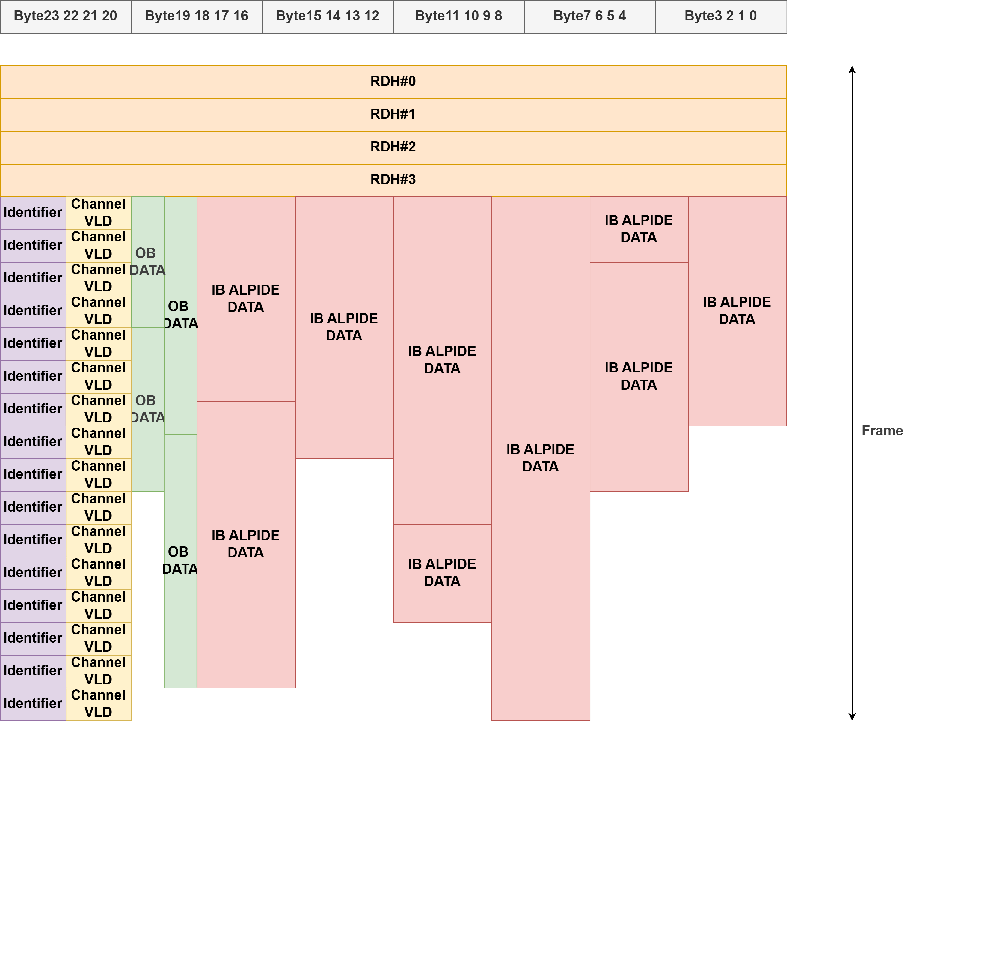 Byte23 22 21 20 Byte19 18 17 16 Byte15 14 13 12 Byte11 10 9 8 Byte7 6 5 4 Byte3 2 1 0
RDH#0
RDH#1
RDH#2
RDH#3
Identifier
Channel
VLD
Identifier
Channel
VLD
Identifier
Channel
VLD
Identifier
Channel
VLD
Identifier
Channel
VLD
Identifier
Channel
VLD
Identifier
Channel
VLD
Identifier
Channel
VLD
Identifier
Channel
VLD
Identifier
Channel
VLD
Identifier
Channel
VLD
Identifier
Channel
VLD
Identifier
Channel
VLD
Identifier
Channel
VLD
Identifier
Channel
VLD
Identifier
Channel
VLD
OB
DATA
OB
DATA
OB
DATA
OB
DATA
IB ALPIDE
DATA
IB ALPIDE
DATA
IB ALPIDE
DATA
IB ALPIDE
DATA
IB ALPIDE
DATA
IB ALPIDE
DATA
IB ALPIDE
DATA
IB ALPIDE
DATA
IB ALPIDE
DATA
Frame